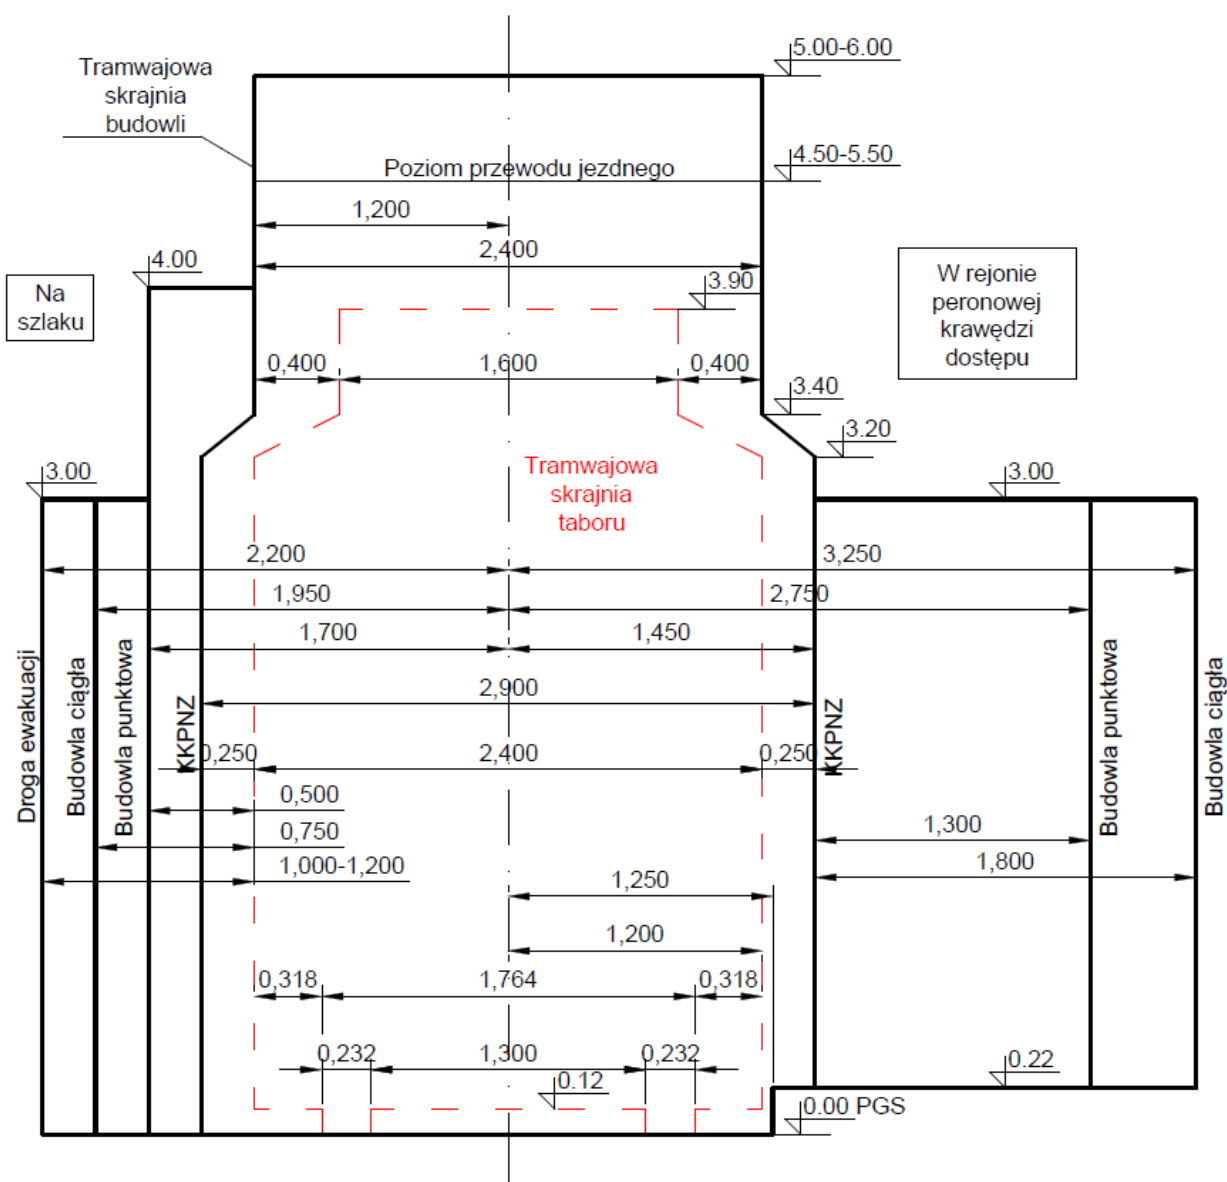 5.00-6.00
Tramwajowa
skrajnia
budowli
4.50-5.50
Poziom przewodu jezdnego
1,200
2,400
4.00
3.90
Na
szlaku
W rejonie
peronowej
krawędzi
dostępu
0,400
1,600
0,400
3.40
3.20
Tramwajowa
skrajnia
taboru
3.00
3.00
2,200
3,250
1,950
2,750
1,700
1,450
2,900
Droga ewakuacji
Budowla ciągła
Budowla punktowa
KKPNZ
KKPNZ
Budowla punktowa
Budowla ciągła
0,250
2,400
0,250
0,500
0,750
1,000-1,200
1,300
1,800
1,250
1,200
0,318
1,764
0,318
0,232
1,300
0,232
0.12
0.22
0.00 PGS